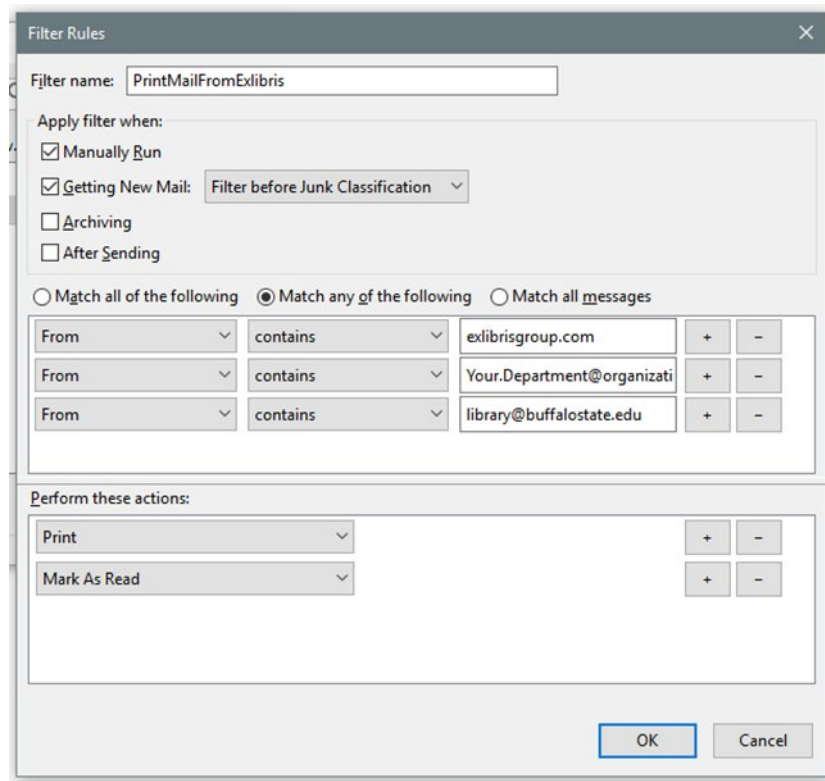 Filter Rules
Filter name: PrintMailFromExlibris
Apply filter when:
Manually Run
Getting New Mail: Filter before Junk Classification
Archiving
After Sending
Match all of the following Match any of the following Match all messages
From contains exlibrisgroup.com + -
From contains Your.Department@organizati + -
From contains library@buffalostate.edu + -
Perform these actions:
Print + -
Mark As Read + -
OK Cancel